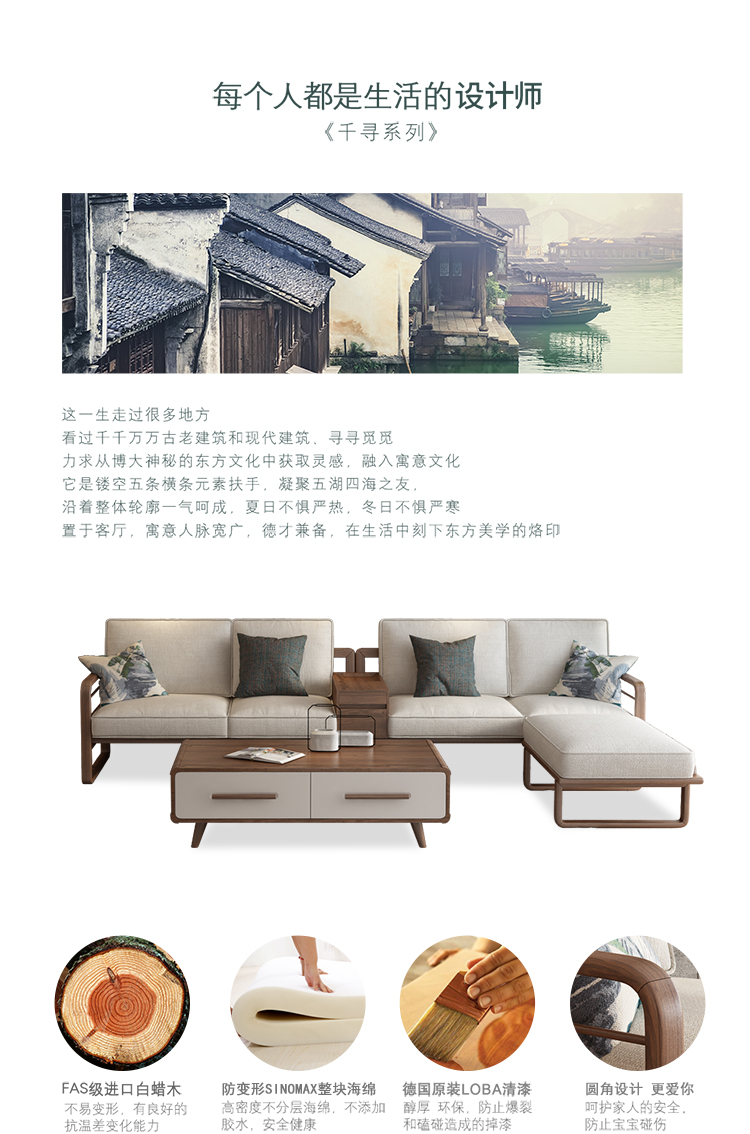 每个人都是生活的设计师
《千寻系列》
这一生走过很多地方
看过千千万万古老建筑和现代建筑，寻寻觅觅
力求从博大神秘的东方文化中获取灵感，融入寓意文化
它是镂空五条横条元素扶手，凝聚五湖四海之友，
沿着整体轮廓一气呵成，夏日不惧严热，冬日不惧严寒
置于客厅，寓意人脉宽广，德才兼备，在生活中刻下东方美学的烙印
FAS级进口白蜡木
不易变形，有良好的
抗温差变化能力
防变形SINOMAX整块海绵
高密度不分层海绵，不添加
胶水，安全健康
德国原装LOBA清漆
醇厚 环保，防止爆裂
和磕碰造成的掉漆
圆角设计 更爱你
呵护家人的安全，
防止宝宝碰伤